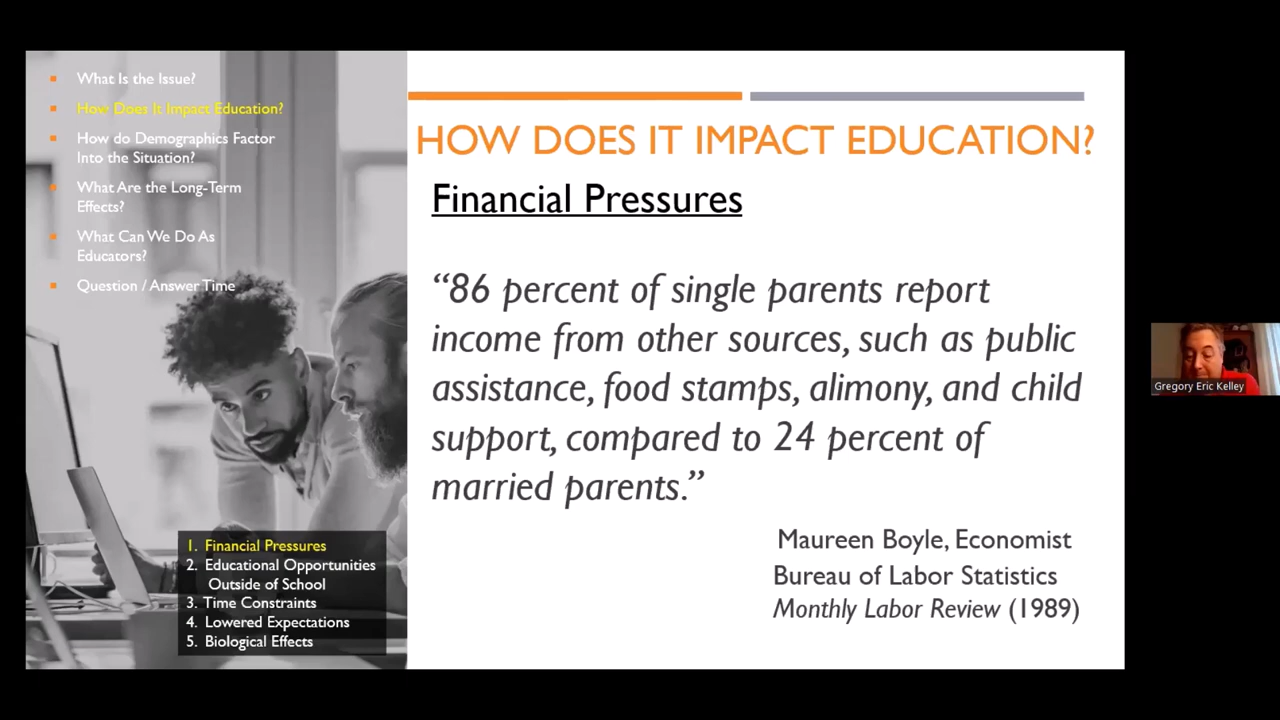 What Is the Issue?
How Does It Impact Education?
How do Demographics Factor
Into the Situation?
What Are the Long-Term
Effects?
What Can We Do As
Educators?
Question / Answer Time
1. Financial Pressures
2. Educational Opportunities
Outside of School
3. Time Constraints
4. Lowered Expectations
5. Biological Effects
HOW DOES IT IMPACT EDUCATION?
Financial Pressures
“86 percent of single parents report
income from other sources, such as public
assistance, food stamps, alimony, and child
support, compared to 24 percent of
married parents.”
Maureen Boyle, Economist
Bureau of Labor Statistics
Monthly Labor Review (1989)
Gregory Eric Kelley